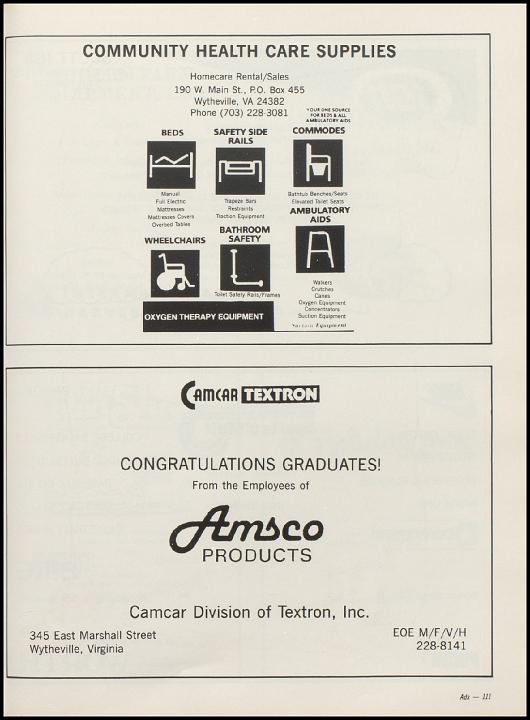 COMMUNITY HEALTH CARE SUPPLIES
Homecare Rental/Sales
190 W. Main St., P.O. Box 455
Wytheville, VA 24382
Phone (703) 228-3081
YOUR ONE SOURCE
FOR BEDS & ALL
AMBULATORY AIDS
BEDS
Manual
Full Electric
Mattresses
Mattresses Covers
Overbed Tables
SAFETY SIDE
RAILS
Trapeze Bars
Restraints
Traction Equipment
COMMODES
Bathtub Benches/Seats
Elevated Toilet Seats
WHEELCHAIRS
BATHROOM
SAFETY
Toilet Safety Rails/Frames
AMBULATORY
AIDS
Walkers
Crutches
Canes
Oxygen Equipment
Concentrators
Suction Equipment
OXYGEN THERAPY EQUIPMENT
Suction Equipment
CAMCAR TEXTRON
CONGRATULATIONS GRADUATES!
From the Employees of
Amsco
PRODUCTS
Camcar Division of Textron, Inc.
345 East Marshall Street
Wytheville, Virginia
EOE M/F/V/H
228-8141
Ads — 111